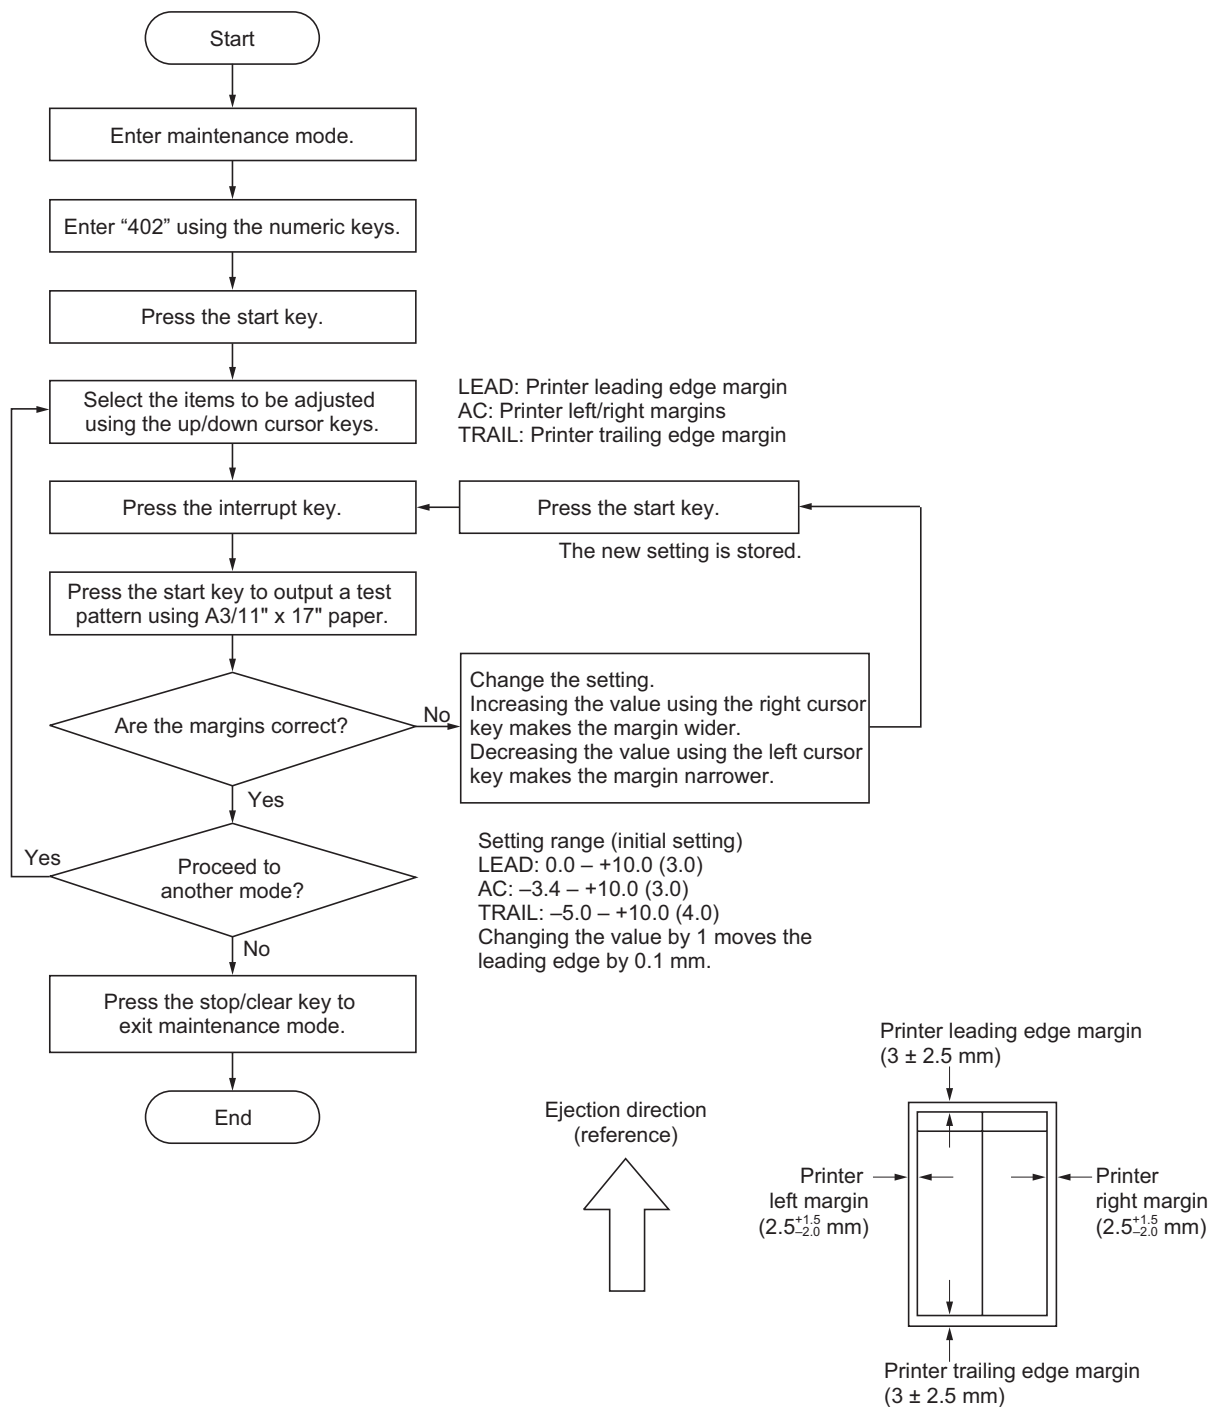 Start
Enter maintenance mode.
Enter “402” using the numeric keys.
Press the start key.
Select the items to be adjusted
using the up/down cursor keys.
LEAD: Printer leading edge margin
AC: Printer left/right margins
TRAIL: Printer trailing edge margin
Press the interrupt key.
Press the start key.
The new setting is stored.
Press the start key to output a test
pattern using A3/11" x 17" paper.
Are the margins correct?
No
Change the setting.
Increasing the value using the right cursor
key makes the margin wider.
Decreasing the value using the left cursor
key makes the margin narrower.
Yes
Yes
Proceed to
another mode?
Setting range (initial setting)
LEAD: 0.0 – +10.0 (3.0)
AC: –3.4 – +10.0 (3.0)
TRAIL: –5.0 – +10.0 (4.0)
Changing the value by 1 moves the
leading edge by 0.1 mm.
No
Press the stop/clear key to
exit maintenance mode.
End
Ejection direction
(reference)
Printer leading edge margin
(3 ± 2.5 mm)
Printer
left margin
(2.5+1.5–2.0 mm)
Printer
right margin
(2.5+1.5–2.0 mm)
Printer trailing edge margin
(3 ± 2.5 mm)